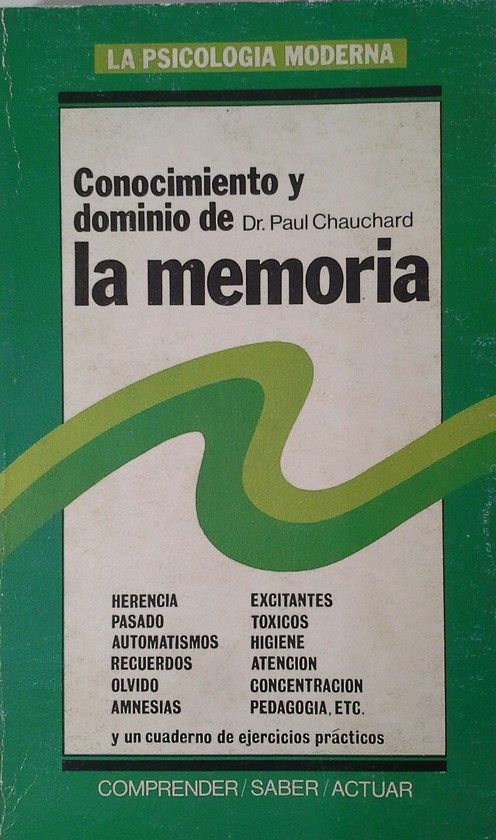 LA PSICOLOGIA MODERNA
Conocimiento y
dominio de Dr. Paul Chauchard
la memoria
HERENCIA
PASADO
AUTOMATISMOS
RECUERDOS
OLVIDO
AMNESIAS
EXCITANTES
TOXICOS
HIGIENE
ATENCION
CONCENTRACION
PEDAGOGIA, ETC.
y un cuaderno de ejercicios prácticos
COMPRENDER/SABER/ACTUAR